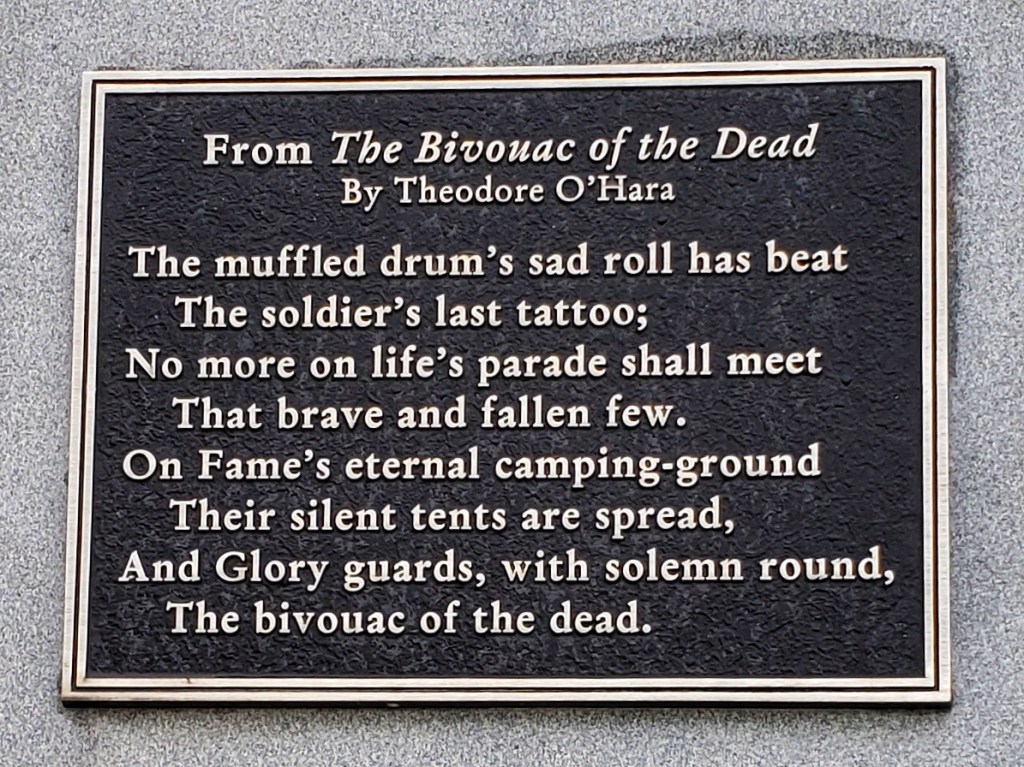 From The Bivouac of the Dead
By Theodore O'Hara
The muffled drum's sad roll has beat
The soldier's last tattoo;
No more on life's parade shall meet
That brave and fallen few.
On Fame's eternal camping-ground
Their silent tents are spread,
And Glory guards, with solemn round,
The bivouac of the dead.